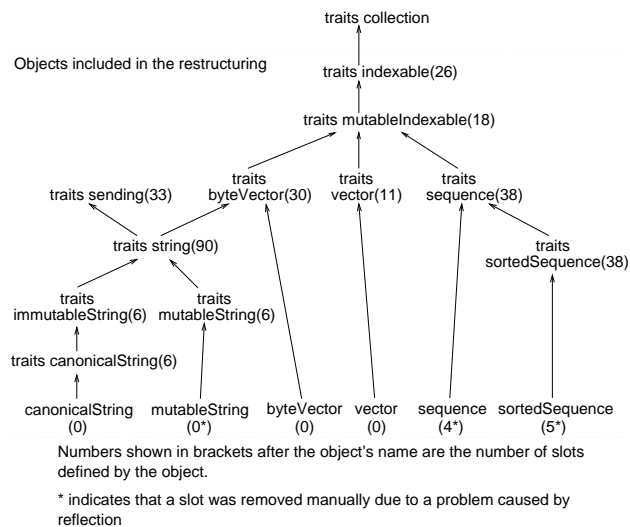 traits collection
Objects included in the restructuring
traits indexable(26)
traits mutableIndexable(18)
traits sending(33)
traits
byteVector(30)
traits
vector(11)
traits
sequence(38)
traits string(90)
traits
sortedSequence(38)
traits
immutableString(6)
traits
mutableString(6)
traits canonicalString(6)
canonicalString
(0)
mutableString
(0*)
byteVector
(0)
vector
(0)
sequence
(4*)
sortedSequence
(5*)
Numbers shown in brackets after the object's name are the number of slots
defined by the object.
* indicates that a slot was removed manually due to a problem caused by
reflection